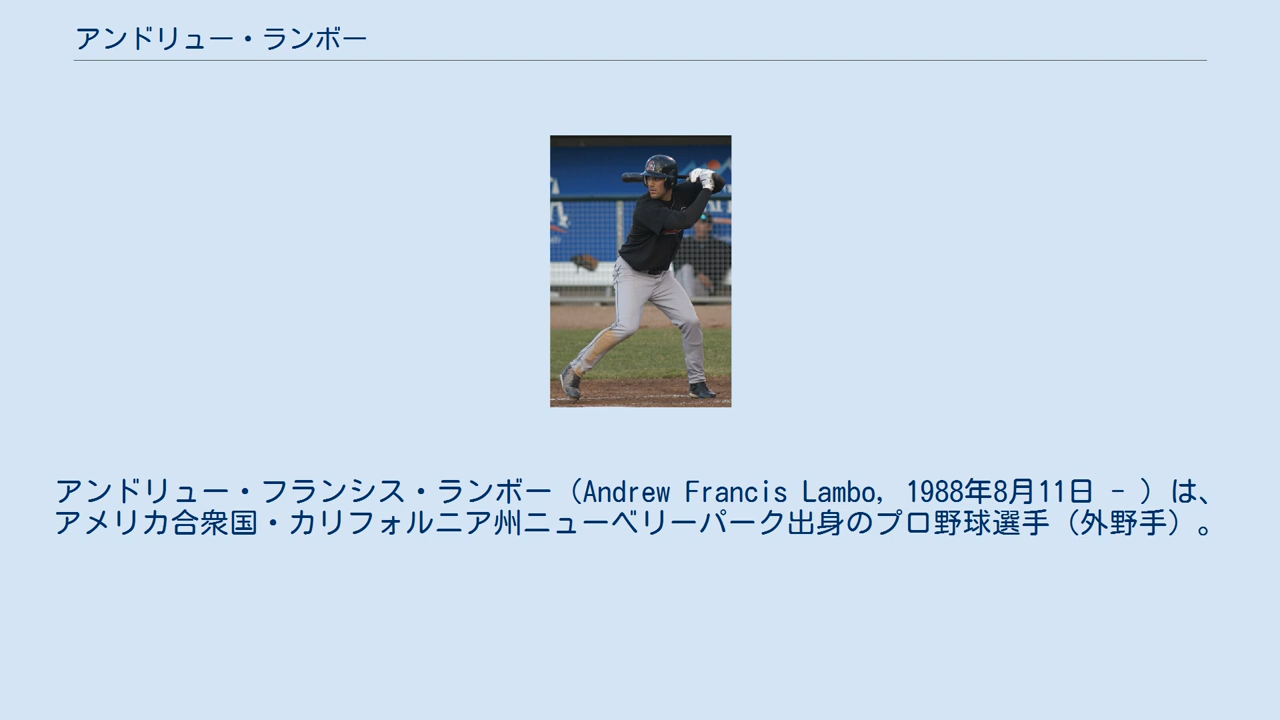 アンドリュー・ランボー
アンドリュー・フランシス・ランボー（Andrew Francis Lambo, 1988年8月11日 - ）は、
アメリカ合衆国・カリフォルニア州ニューベリーパーク出身のプロ野球選手（外野手）。